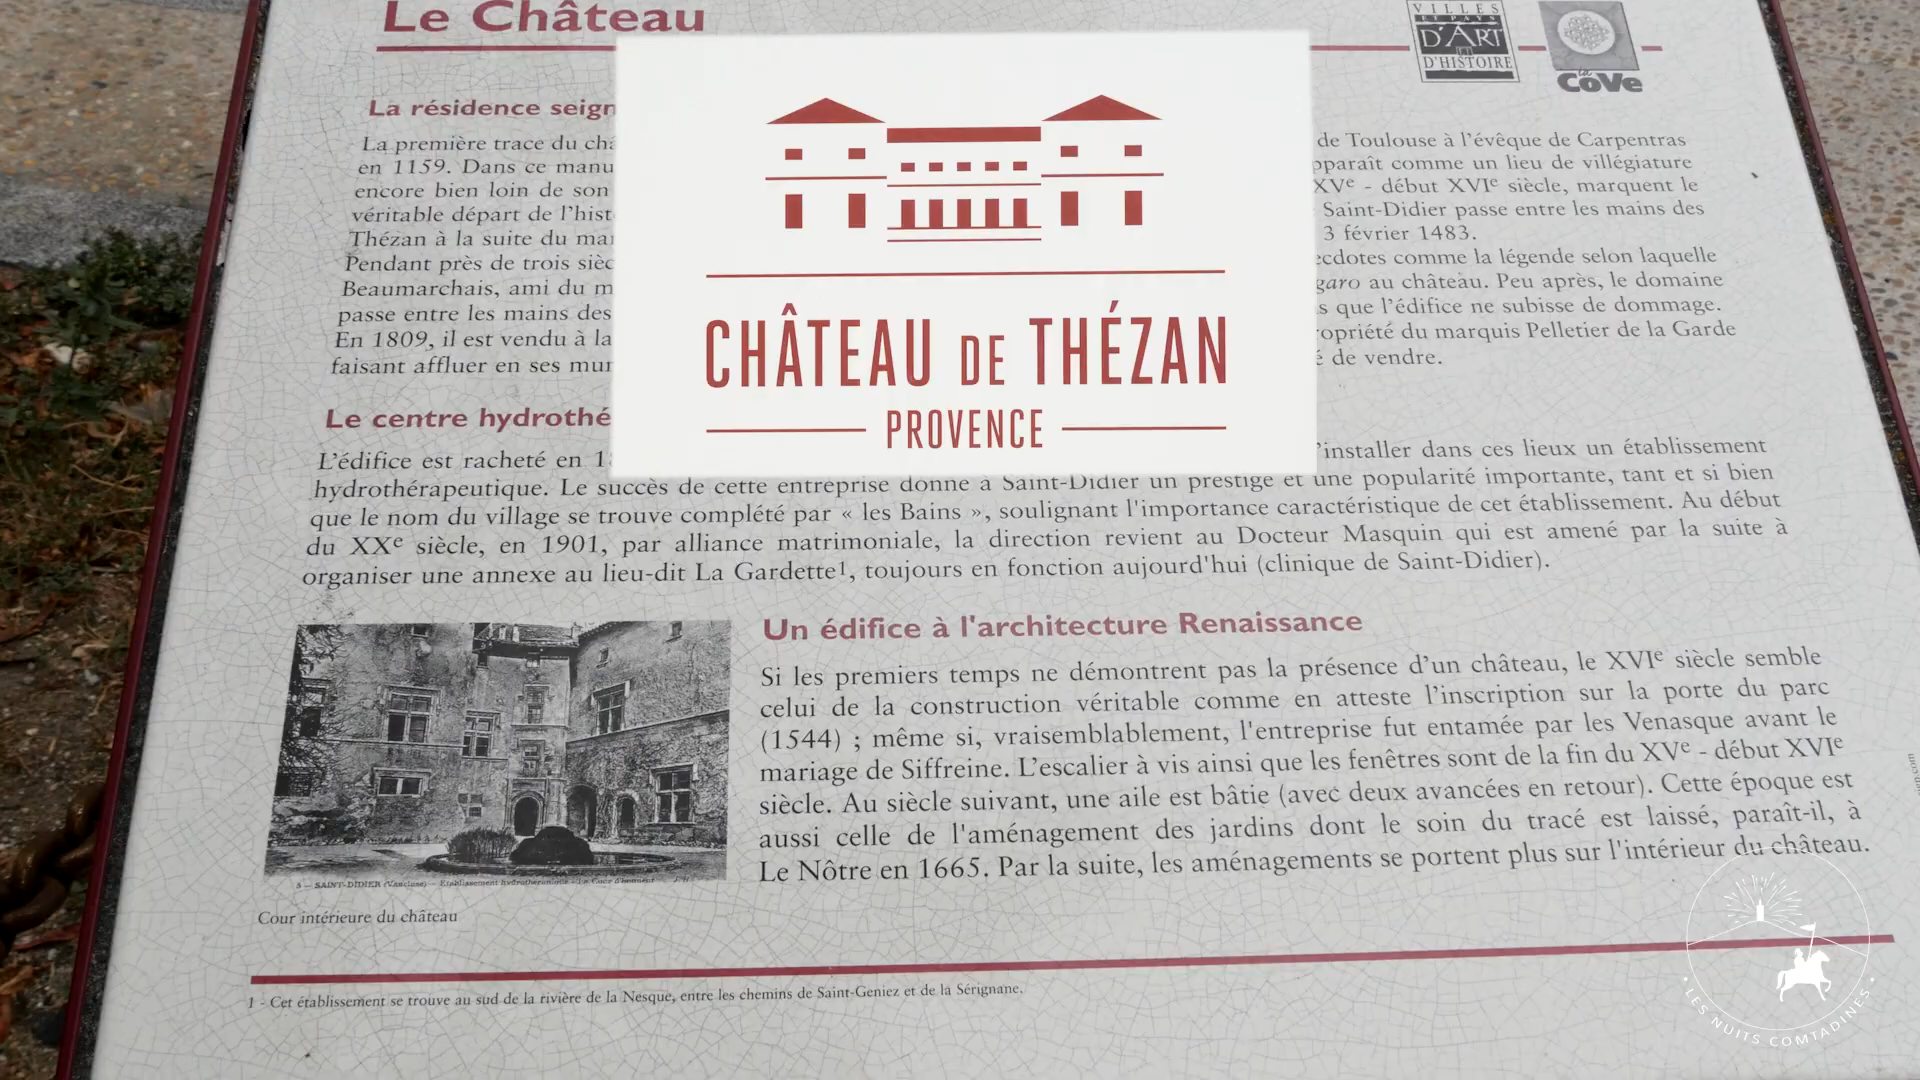 Le Château
VILLES
ET PAYS
D'ART
ET
D'HISTOIRE
la
CoVe
La résidence
La première trace du
en 1159. Dans ce
encore bien loin de son
véritable départ de
Thézan à la suite du
Pendant près de trois
Beaumarchais, ami du
passe entre les mains des
En 1809, il est vendu à la
faisant affluer en ses
de Toulouse à l'évêque de Carpentras
comme un lieu de villégiature
XVe - début XVIe siècle, marquent le
Saint-Didier passe entre les mains des
3 février 1483.
comme la légende selon laquelle
au château. Peu après, le domaine
que l'édifice ne subisse de dommage.
du marquis Pelletier de la Garde
de vendre.
CHÂTEAU DE THÉZAN
PROVENCE
Le centre
L'édifice est racheté en
'installer dans ces lieux un établissement
hydrothérapeutique. Le succès de cette entreprise donne à Saint-Didier un prestige et une popularité importante, tant et si bien
que le nom du village se trouve complété par « les Bains », soulignant l'importance caractéristique de cet établissement. Au début
du XXe siècle, en 1901, par alliance matrimoniale, la direction revient au Docteur Masquin qui est amené par la suite à
organiser une annexe au lieu-dit La Gardette1, toujours en fonction aujourd'hui (clinique de Saint-Didier).
Un édifice à l'architecture Renaissance
Si les premiers temps ne démontrent pas la présence d'un château, le XVIe siècle semble
celui de la construction véritable comme en atteste l'inscription sur la porte du parc
(1544) ; même si, vraisemblablement, l'entreprise fut entamée par les Venasque avant le
mariage de Siffreine. L'escalier à vis ainsi que les fenêtres sont de la fin du XVe - début XVIe
siècle. Au siècle suivant, une aile est bâtie (avec deux avancées en retour). Cette époque est
aussi celle de l'aménagement des jardins dont le soin du tracé est laissé, paraît-il, à
Le Nôtre en 1665. Par la suite, les aménagements se portent plus sur l'intérieur du château.
5 - SAINT-DIDIER (Vaucluse) - Etablissement hydrothérapique - La Cour d'honneur
Cour intérieure du château
1 - Cet établissement se trouve au sud de la rivière de la Nesque, entre les chemins de Saint-Geniez et de la Sérignane.
LES NUITS COMTADINES